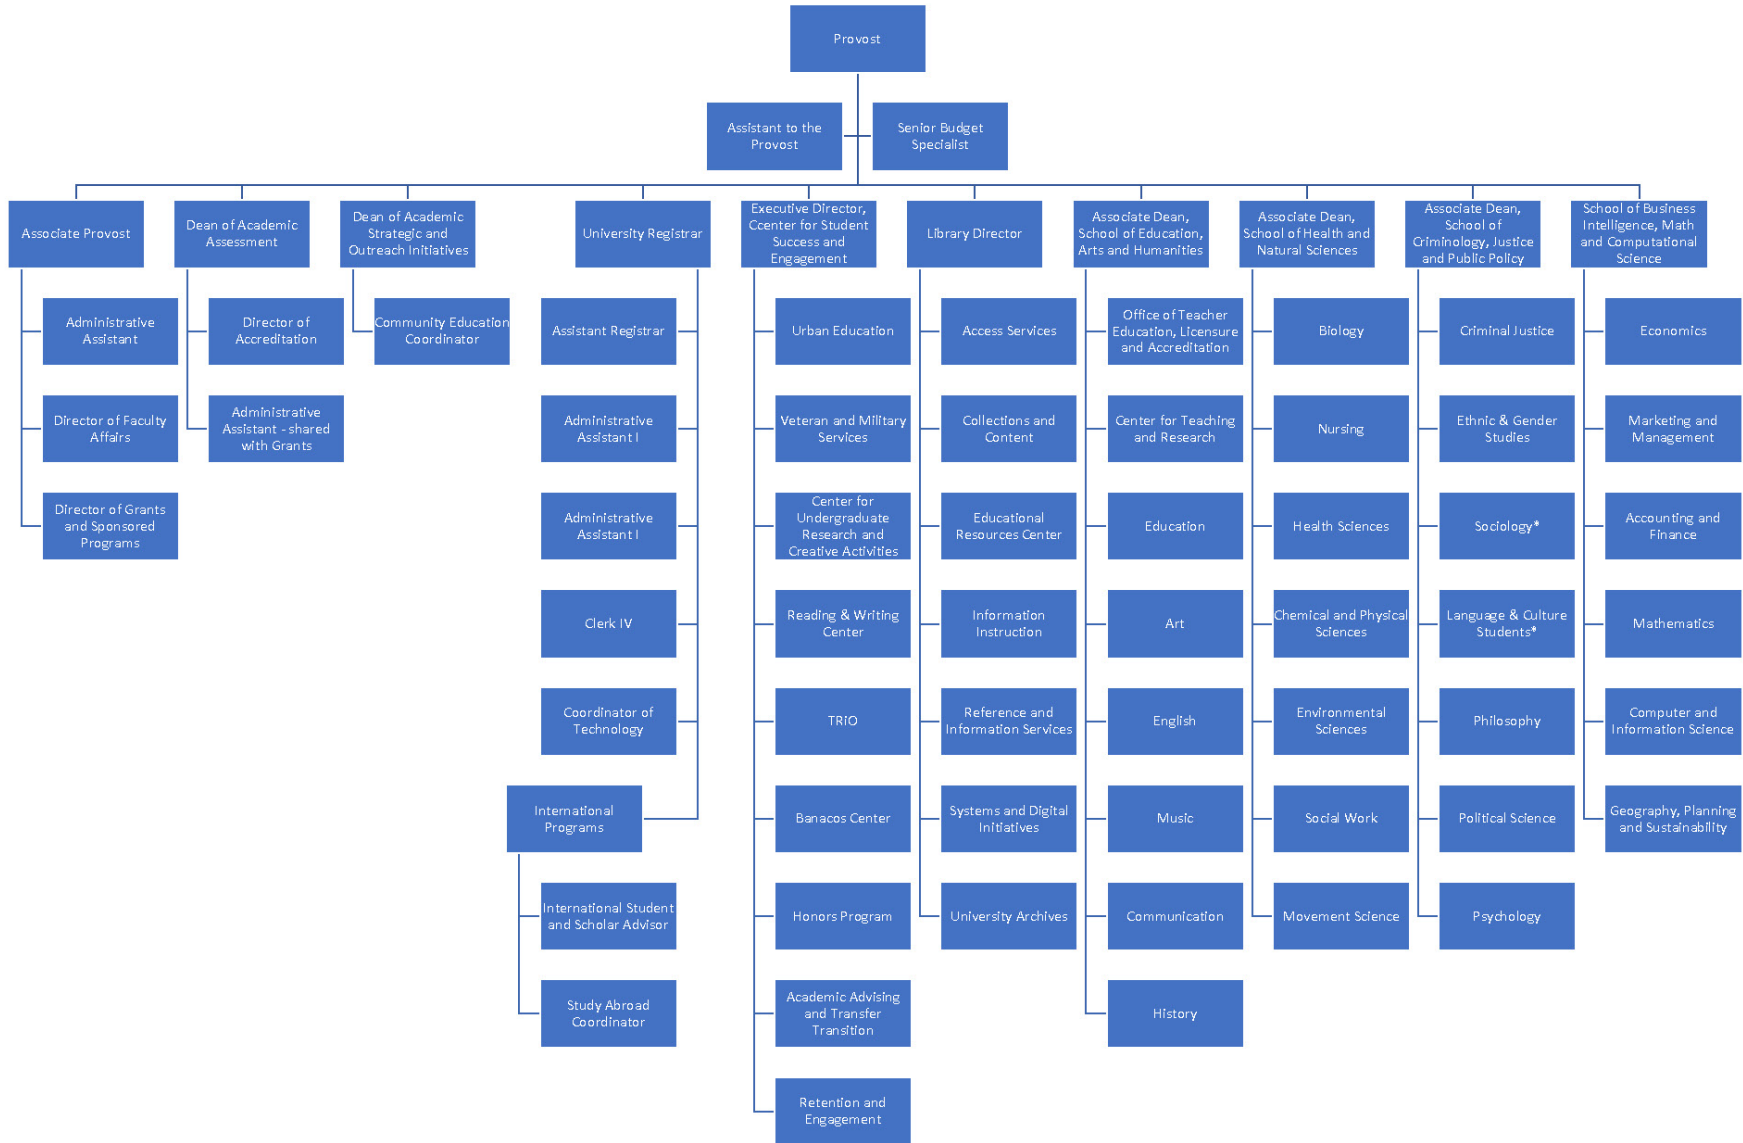 Provost
Assistant to the
Provost
Senior Budget
Specialist
Associate Provost
Dean of Academic
Assessment
Dean of Academic
Strategic and
Outreach Initiatives
University Registrar
Executive Director,
Ccenter for Student
Success and
Engagement
Library Director
Associate Dean,
School of Education,
Arts and Humanities
Associate Dean,
School of Health and
Natural Sciences
Associate Dean,
School of
Criminology, Justice
and Public Policy
School of Business
Intelligence, Math
and Computational
Science
Administrative
Assistant
Director of Faculty
Affairs
Director of Grants
and Sponsored
Programs
Director of
Accreditation
Administrative
Assistant - shared
with Grants
Community Education
Coordinator
Assistant Registrar
Administrative
Assistant I
Administrative
Assistant I
Clerk IV
Coordinator of
Technology
International
Programs
International Student
and Scholar Advisor
Study Abroad
Coordinator
Urban Education
Veteran and Military
Services
Center for
Undergraduate
Research and
Creative Activities
Reading & Writing
Center
TRiO
Banacos Center
Honors Program
Academic Advising
and Transfer
Transition
Retention and
Engagement
Access Services
Collections and
Content
Educational
Resources Center
Information
Instruction
Reference and
Information Services
Systems and Digital
Initiatives
University Archives
Office of Teacher
Education, Licensure
and Accreditation
Center for Teaching
and Research
Education
Art
English
Music
Communication
History
Biology
Nursing
Health Sciences
Chemical and Physical
Sciences
Environmental
Sciences
Social Work
Movement Science
Criminal Justice
Ethnic & Gender
Studies
Sociology*
Language & Culture
Students*
Philosophy
Political Science
Psychology
Economics
Marketing and
Management
Accounting and
Finance
Mathematics
Computer and
Information Science
Geography, Planning
and Sustainability